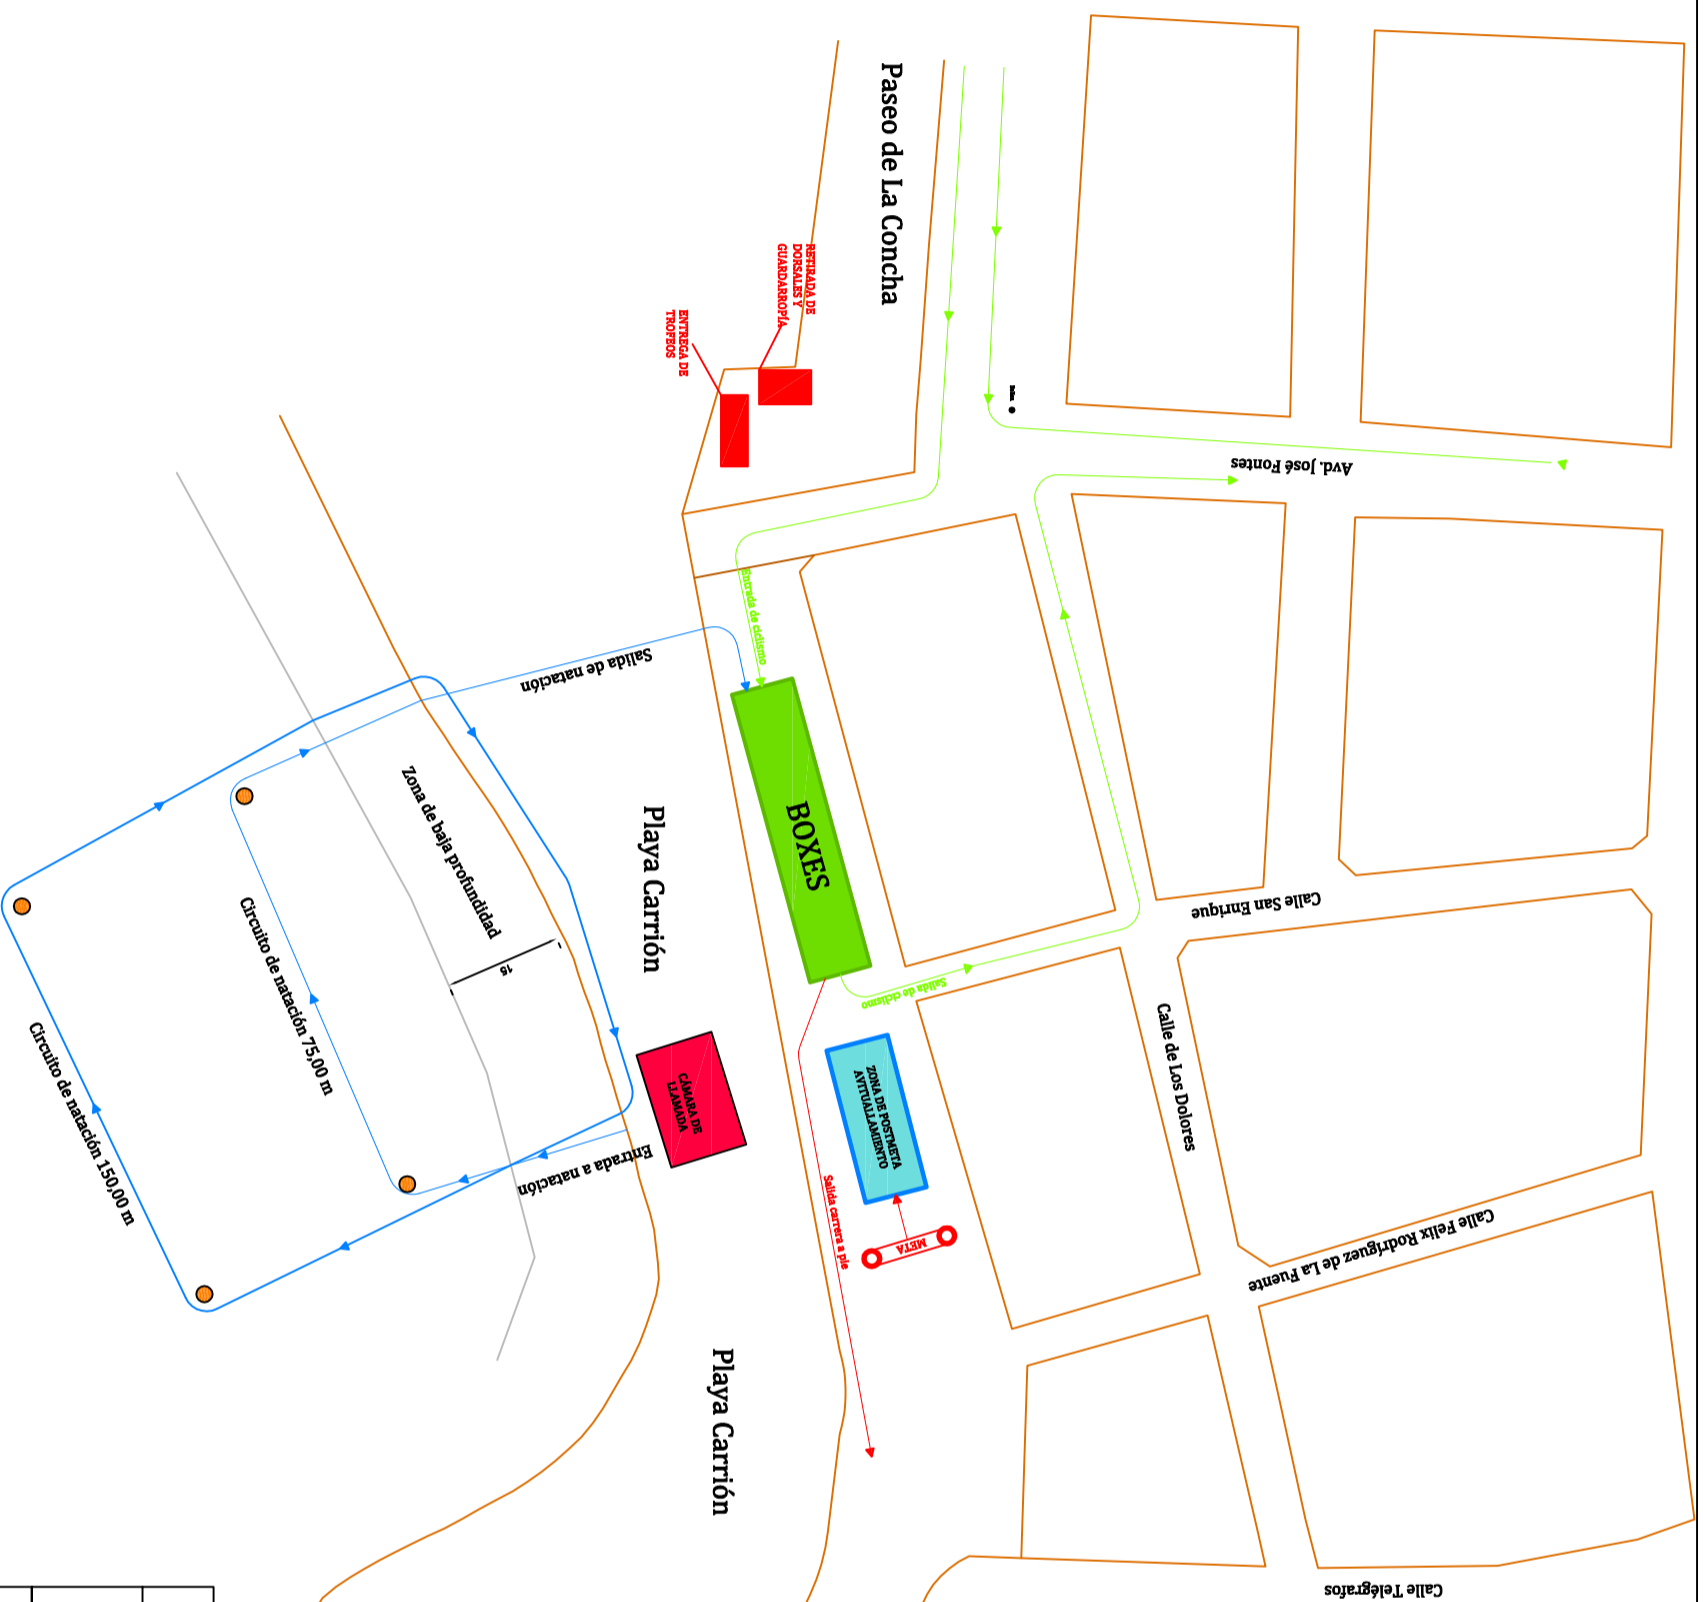 Paseo de La Concha
RETIRADA DE
DORSALES Y
GUARDARROPÍA
ENTREGA DE
TROFEOS
Avd. José Fontes
Entrada de ciclismo
Salida de natación
BOXES
Zona de baja profundidad
Playa Carrión
Calle San Enrique
Circuito de natación 75,00 m
15
Salida de ciclismo
Circuito de natación 150,00 m
CÁMARA DE
LLAMADA
ZONA DE POSTMETA
AVITUALLAMIENTO
Calle de Los Dolores
Entrada a natación
Salida carrera a pie
META
Calle Felix Rodríguez de La Fuente
Playa Carrión
Calle Telégrafos